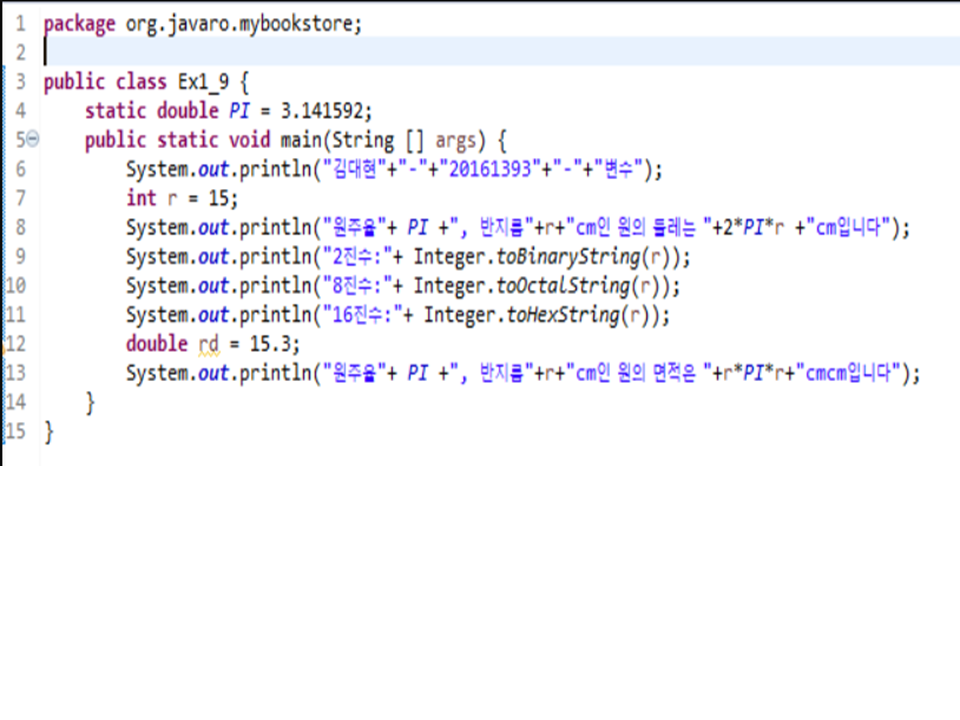 1 package org.javaro.mybookstore;
2
3 public class Ex1_9 {
4 static double PI = 3.141592;
5 public static void main(String [] args) {
6 System.out.println("김대현"+"-"+"20161393"+"-"+"변수");
7 int r = 15;
8 System.out.println("원주율"+ PI +", 반지름"+r+"cm인 원의 둘레는 "+2*PI*r +"cm입니다");
9 System.out.println("2진수:"+ Integer.toBinaryString(r));
10 System.out.println("8진수:"+ Integer.toOctalString(r));
11 System.out.println("16진수:"+ Integer.toHexString(r));
12 double rd = 15.3;
13 System.out.println("원주율"+ PI +", 반지름"+r+"cm인 원의 면적은 "+r*PI*r+"cmcm입니다");
14 }
15 }